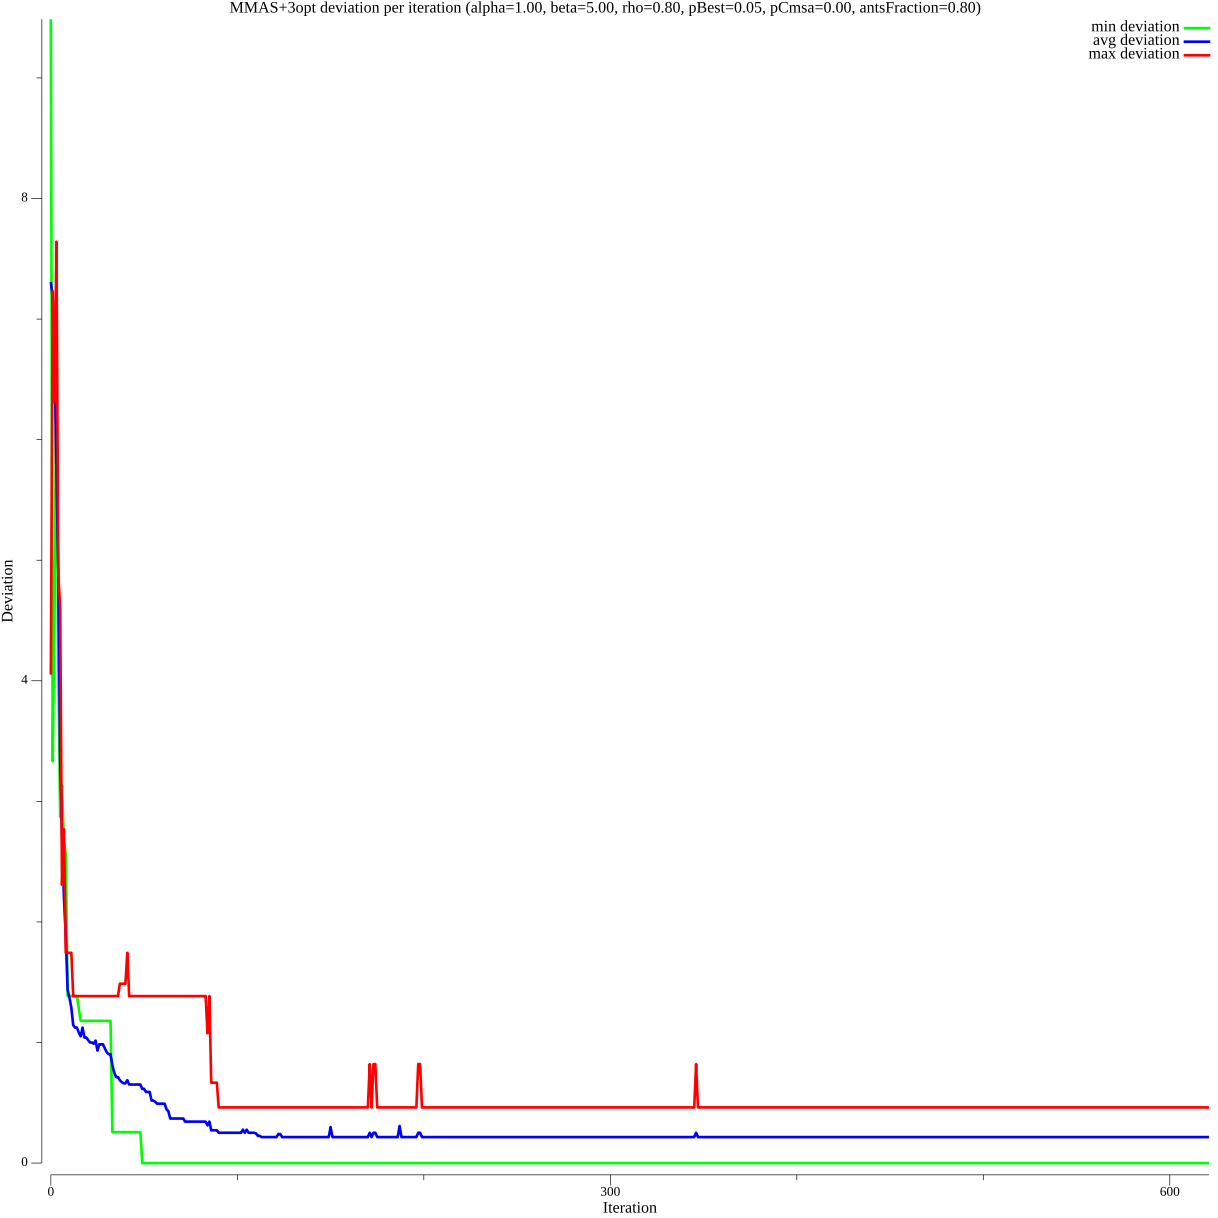 MMAS+3opt deviation per iteration (alpha=1.00, beta=5.00, rho=0.80, pBest=0.05, pCmsa=0.00, antsFraction=0.80)
min deviation
avg deviation
max deviation
8
4
0
Deviation
0 300 600
Iteration